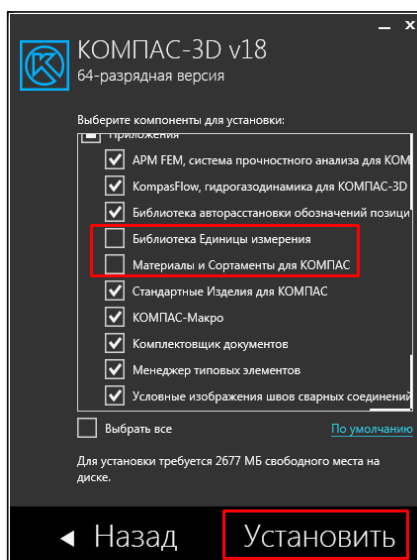 КОМПАС-3D v18
64-разрядная версия
Выберите компоненты для установки:
Приложения
APM FEM, система прочностного анализа для КОМ
KompasFlow, гидрогазодинамика для КОМПАС-3D
Библиотека авторасстановки обозначений позици
Библиотека Единицы измерения
Материалы и Сортаменты для КОМПАС
Стандартные Изделия для КОМПАС
КОМПАС-Макро
Комплектовщик документов
Менеджер типовых элементов
Условные изображения швов сварных соединений
Выбрать все По умолчанию
Для установки требуется 2677 МБ свободного места на
диске.
Назад Установить